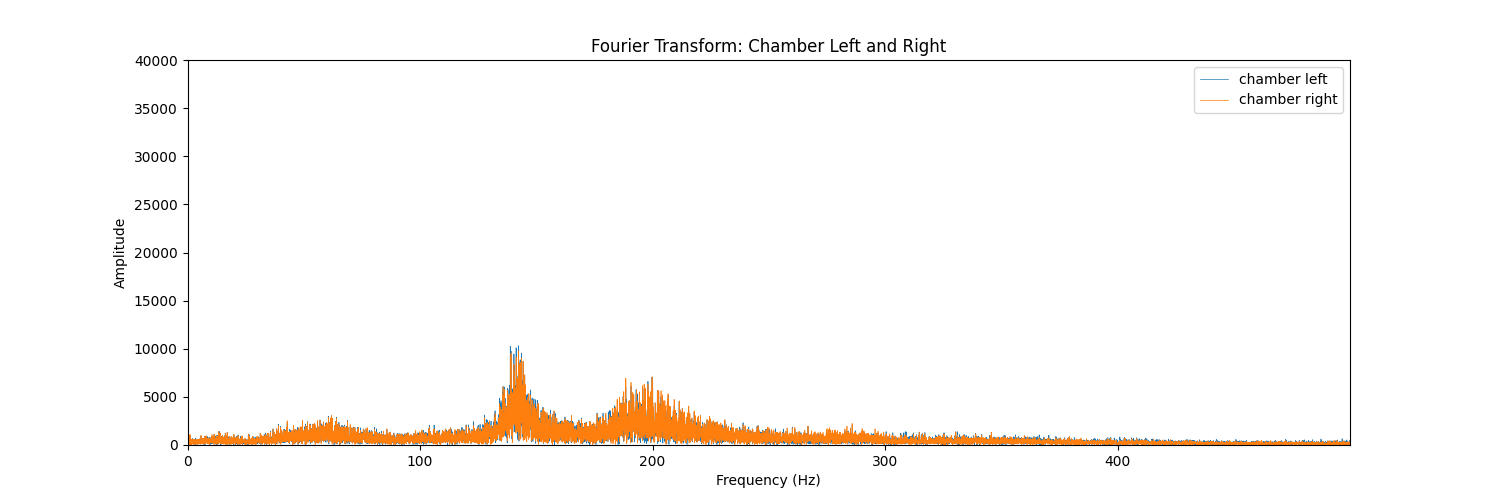 Fourier Transform: Chamber Left and Right
40000
35000
30000
25000
20000
15000
10000
5000
0
Amplitude
chamber left
chamber right
0
100
200
300
400
Frequency (Hz)